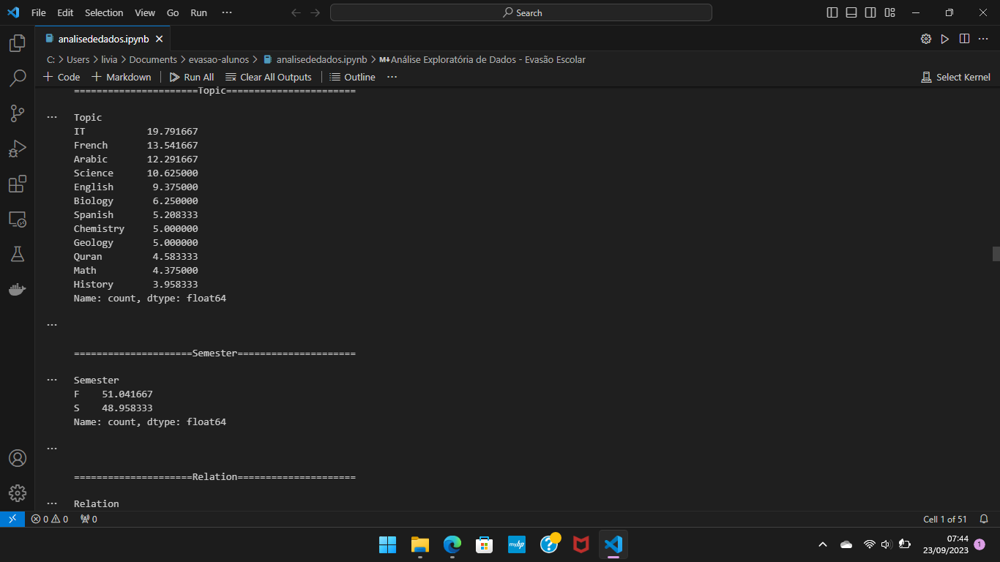 File Edit Selection View Go Run ···
Search
analisededados.ipynb
C: > Users > livia > Documents > evasao-alunos > analisededados.ipynb > M↓Análise Exploratória de Dados - Evasão Escolar
+ Code + Markdown | Run All Clear All Outputs | Outline ··· Select Kernel
======================Topic=======================
... Topic
IT 19.791667
French 13.541667
Arabic 12.291667
Science 10.625000
English 9.375000
Biology 6.250000
Spanish 5.208333
Chemistry 5.000000
Geology 5.000000
Quran 4.583333
Math 4.375000
History 3.958333
Name: count, dtype: float64
...
=====================Semester=====================
... Semester
F 51.041667
S 48.958333
Name: count, dtype: float64
...
=====================Relation=====================
... Relation
0 0 0 Cell 1 of 51
myhp
07:44
23/09/2023 1